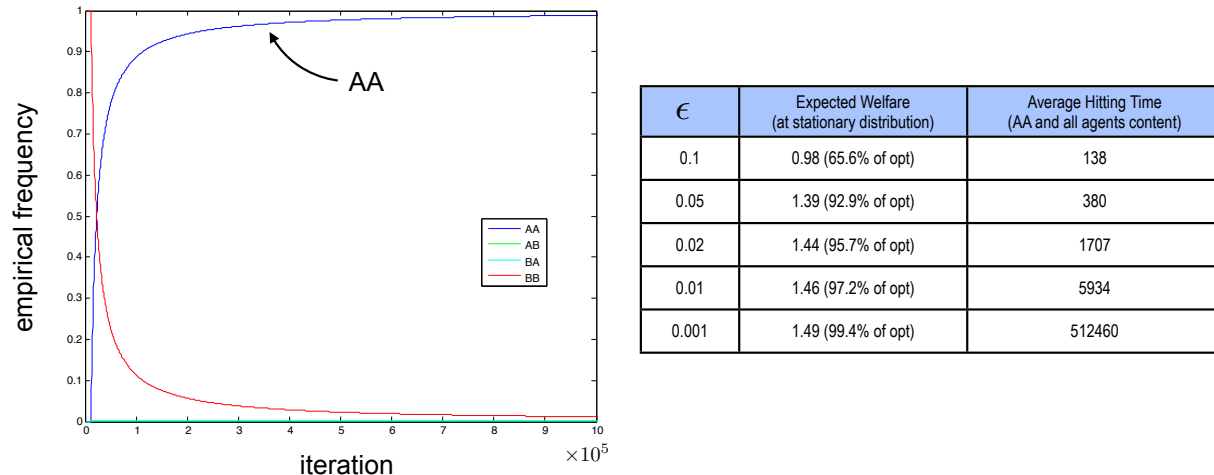 1
0.9
0.8
0.7
0.6
0.5
0.4
0.3
0.2
0.1
0
empirical frequency
AA
AA
AB
BA
BB
0 1 2 3 4 5 6 7 8 9 10
×10⁵
iteration
ϵ Expected Welfare (at stationary distribution) Average Hitting Time (AA and all agents content)
0.1 0.98 (65.6% of opt) 138
0.05 1.39 (92.9% of opt) 380
0.02 1.44 (95.7% of opt) 1707
0.01 1.46 (97.2% of opt) 5934
0.001 1.49 (99.4% of opt) 512460